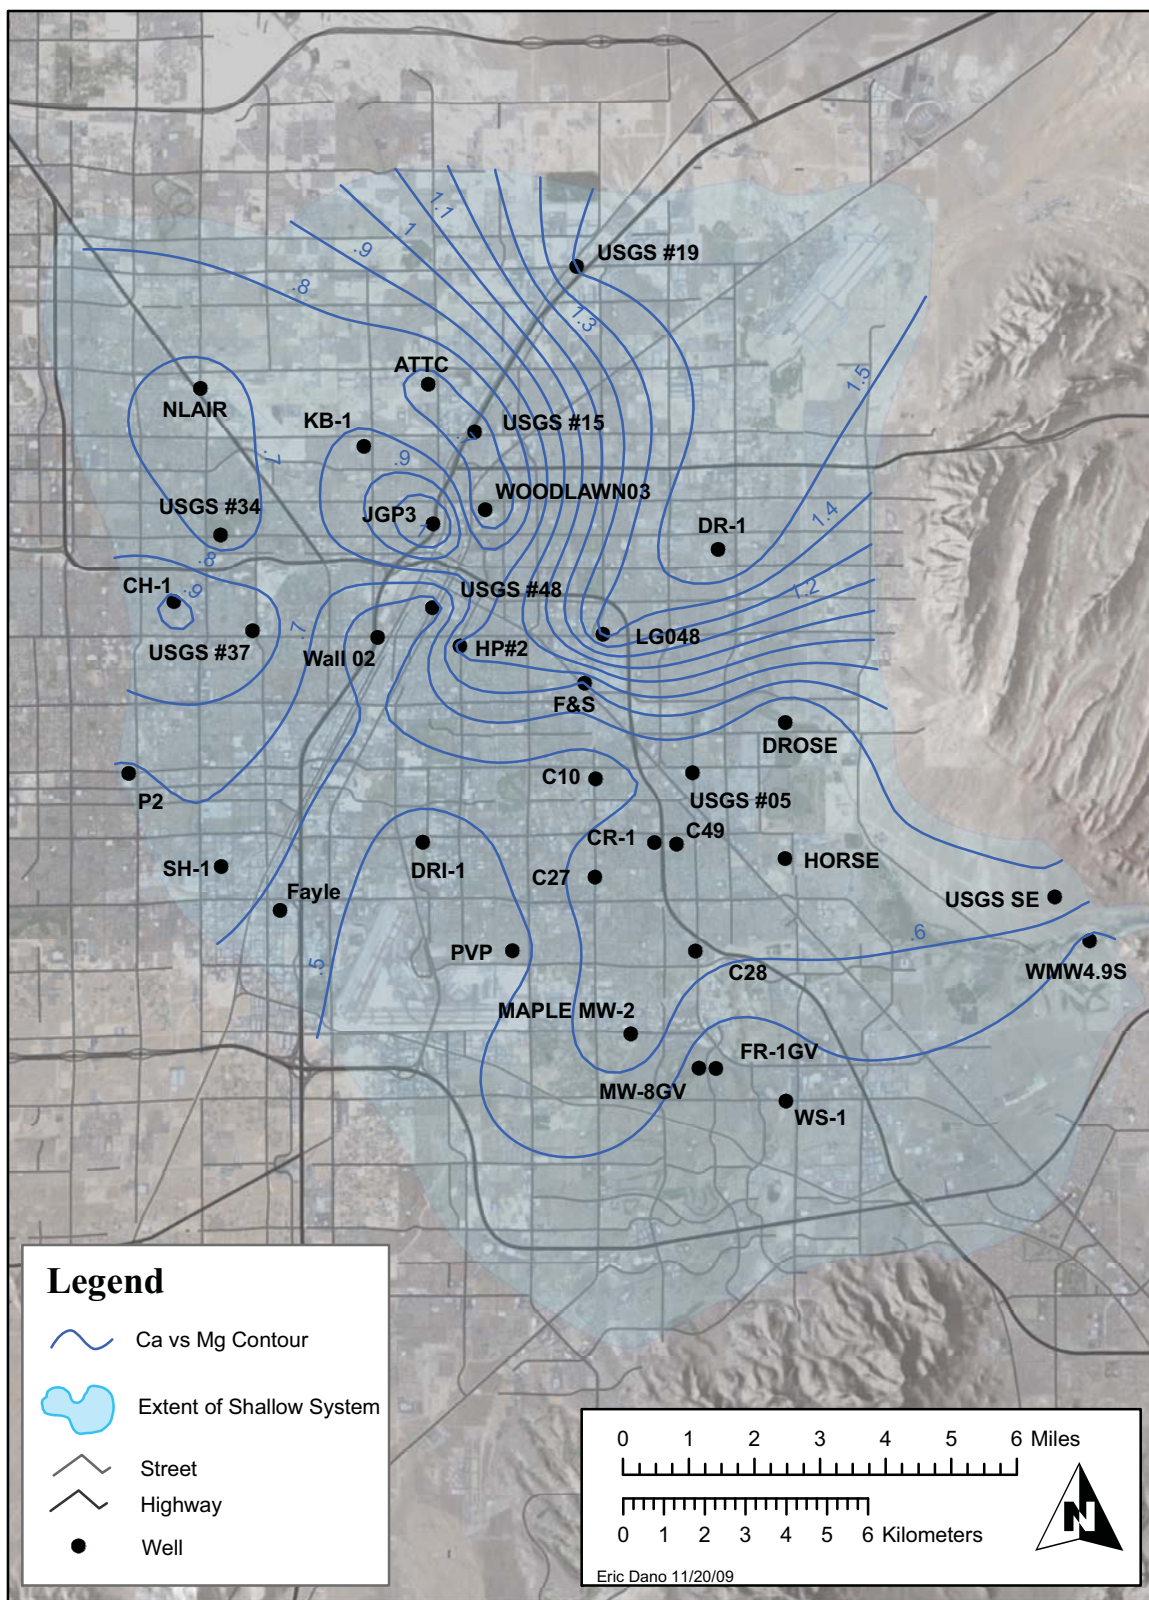 1.1
1
.9
USGS #19
.8
1.3
ATTC
1.5
NLAIR
KB-1
USGS #15
.7
.9
WOODLAWN03
USGS #34
JGP3
1.4
DR-1
.8
CH-1
.9
USGS #48
1.2
.7
LG048
USGS #37
Wall 02
HP#2
F&S
DROSE
C10
P2
USGS #05
CR-1
C49
SH-1
DRI-1
HORSE
C27
Fayle
USGS SE
.6
PVP
.5
C28
WMW4.9S
MAPLE MW-2
FR-1GV
MW-8GV
WS-1
Legend
Ca vs Mg Contour
Extent of Shallow System
Street
Highway
Well
0 1 2 3 4 5 6 Miles
0 1 2 3 4 5 6 Kilometers
N
Eric Dano 11/20/09